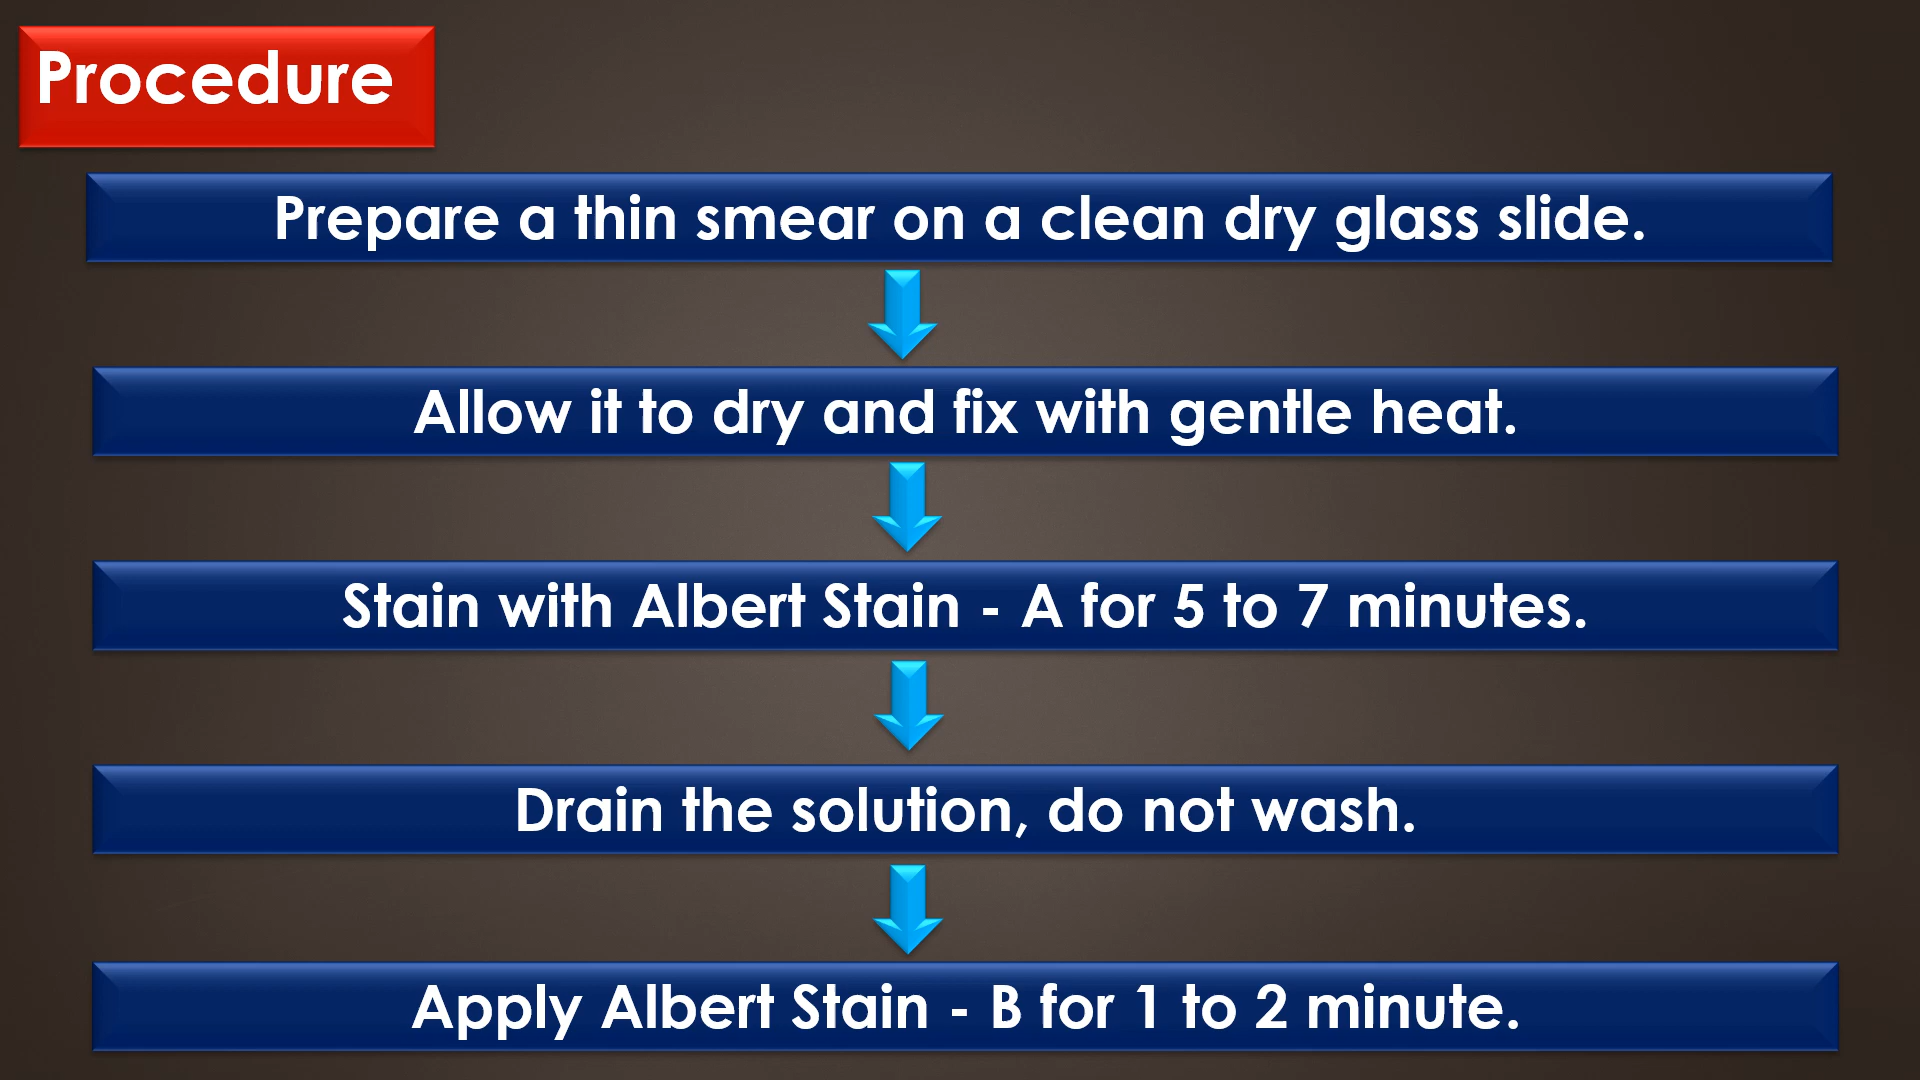 Procedure
Prepare a thin smear on a clean dry glass slide.
Allow it to dry and fix with gentle heat.
Stain with Albert Stain - A for 5 to 7 minutes.
Drain the solution, do not wash.
Apply Albert Stain - B for 1 to 2 minute.